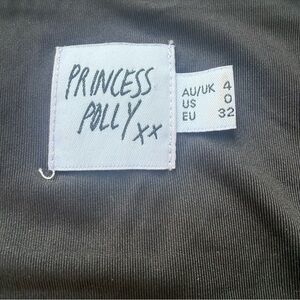 PRINCESS
POLLY xx
AU/UK 4
US 0
EU 32